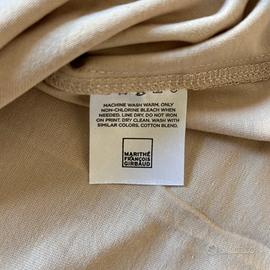 MACHINE WASH WARM, ONLY
NON-CHLORINE BLEACH WHEN
NEEDED. LINE DRY. DO NOT IRON
ON PRINT. DRY CLEAN. WASH WITH
SIMILAR COLORS. COTTON BLEND.
MARITHÉ
FRANÇOIS
GIRBAUD